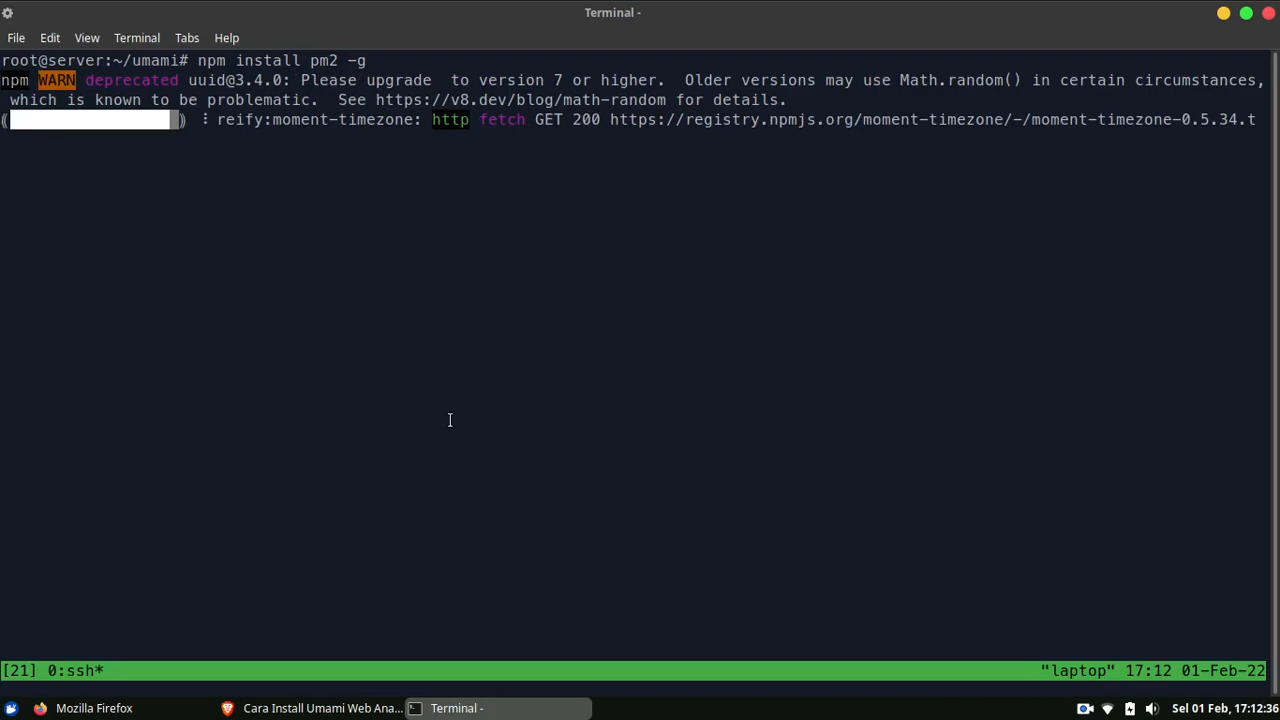 Terminal -
File Edit View Terminal Tabs Help
root@server:~/umami# npm install pm2 -g
npm WARN deprecated uuid@3.4.0: Please upgrade  to version 7 or higher.  Older versions may use Math.random() in certain circumstances,
which is known to be problematic.  See https://v8.dev/blog/math-random for details.
( ) ⠸ reify:moment-timezone: http fetch GET 200 https://registry.npmjs.org/moment-timezone/-/moment-timezone-0.5.34.t
[21] 0:ssh* "laptop" 17:12 01-Feb-22
Mozilla Firefox Cara Install Umami Web Ana... Terminal - Sel 01 Feb, 17:12:36